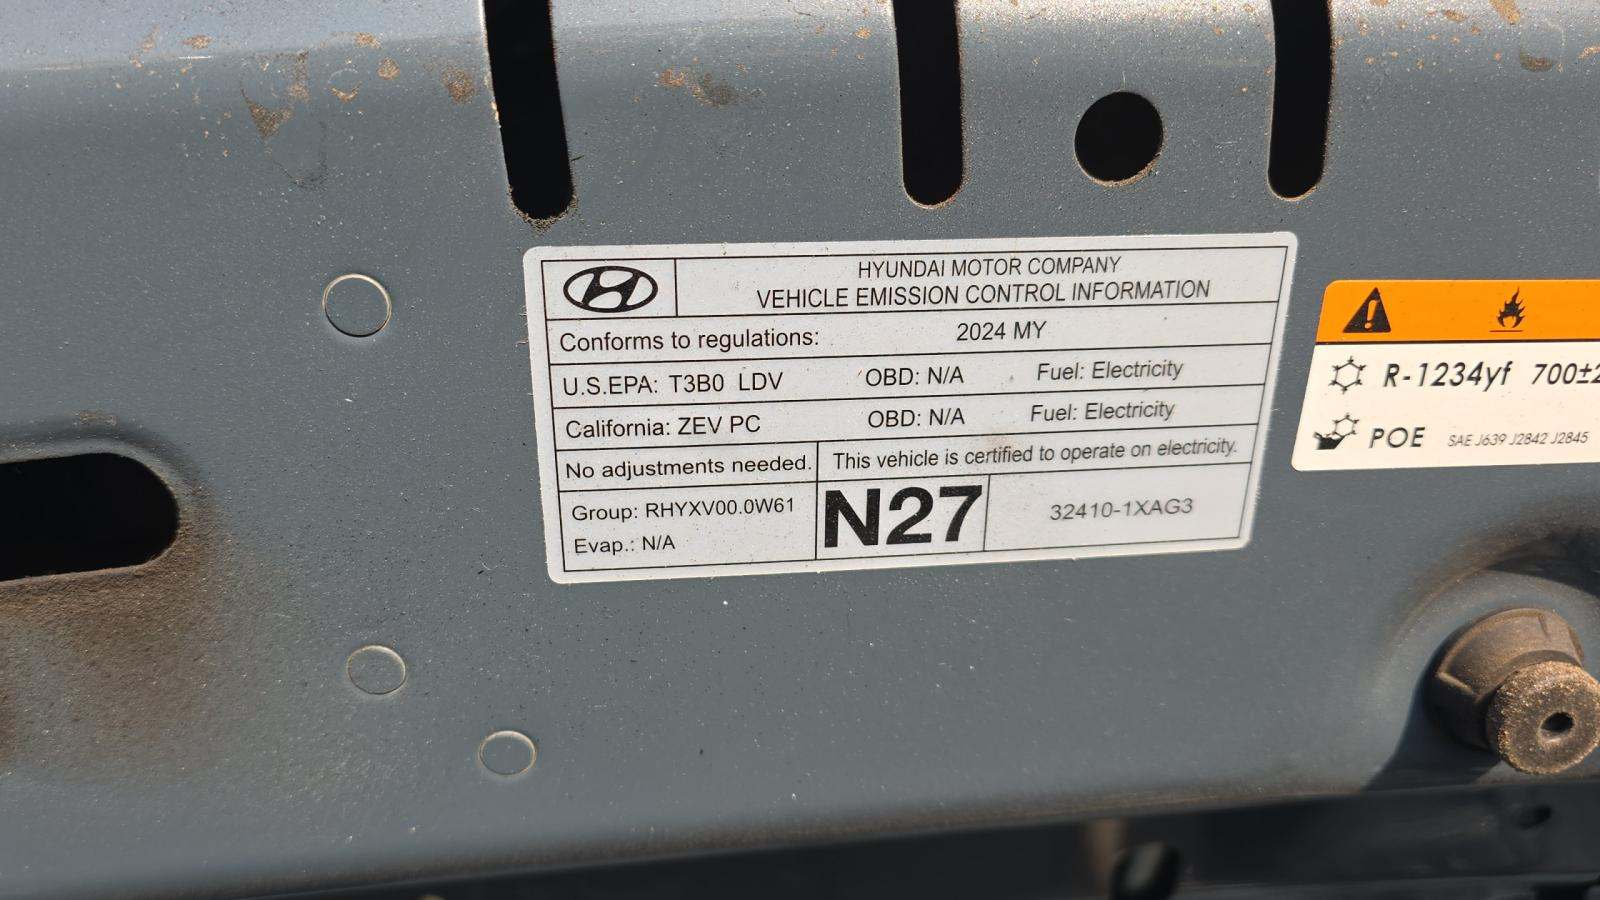 HYUNDAI MOTOR COMPANY
VEHICLE EMISSION CONTROL INFORMATION
Conforms to regulations: 2024 MY
U.S.EPA: T3B0 LDV OBD: N/A Fuel: Electricity
California: ZEV PC OBD: N/A Fuel: Electricity
No adjustments needed. This vehicle is certified to operate on electricity.
Group: RHYXV00.0W61
Evap.: N/A
N27
32410-1XAG3
R-1234yf 700±2
POE SAE J639 J2842 J2845